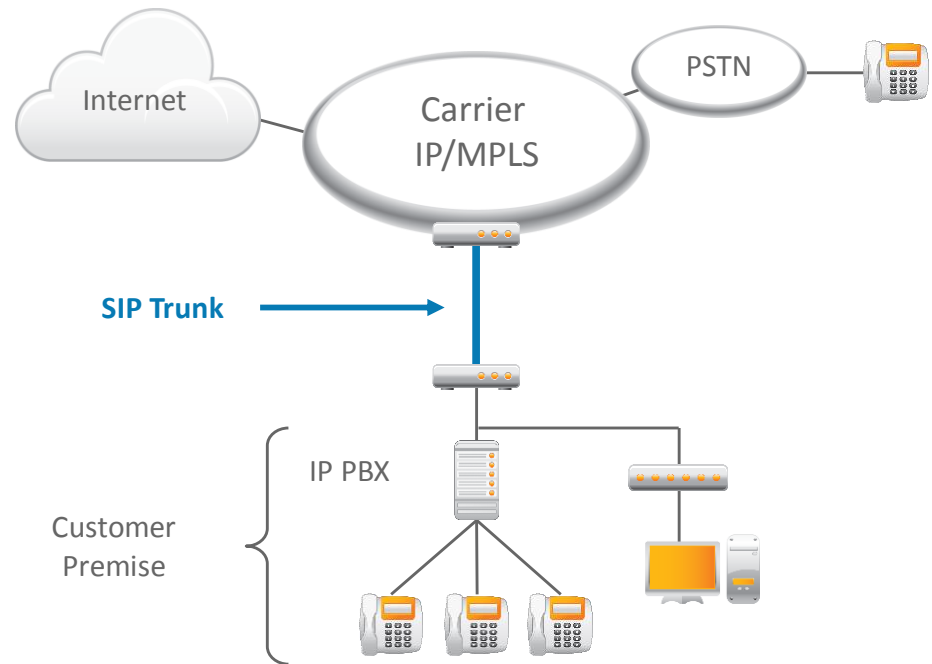 Internet
Carrier
IP/MPLS
PSTN
SIP Trunk
IP PBX
Customer
Premise